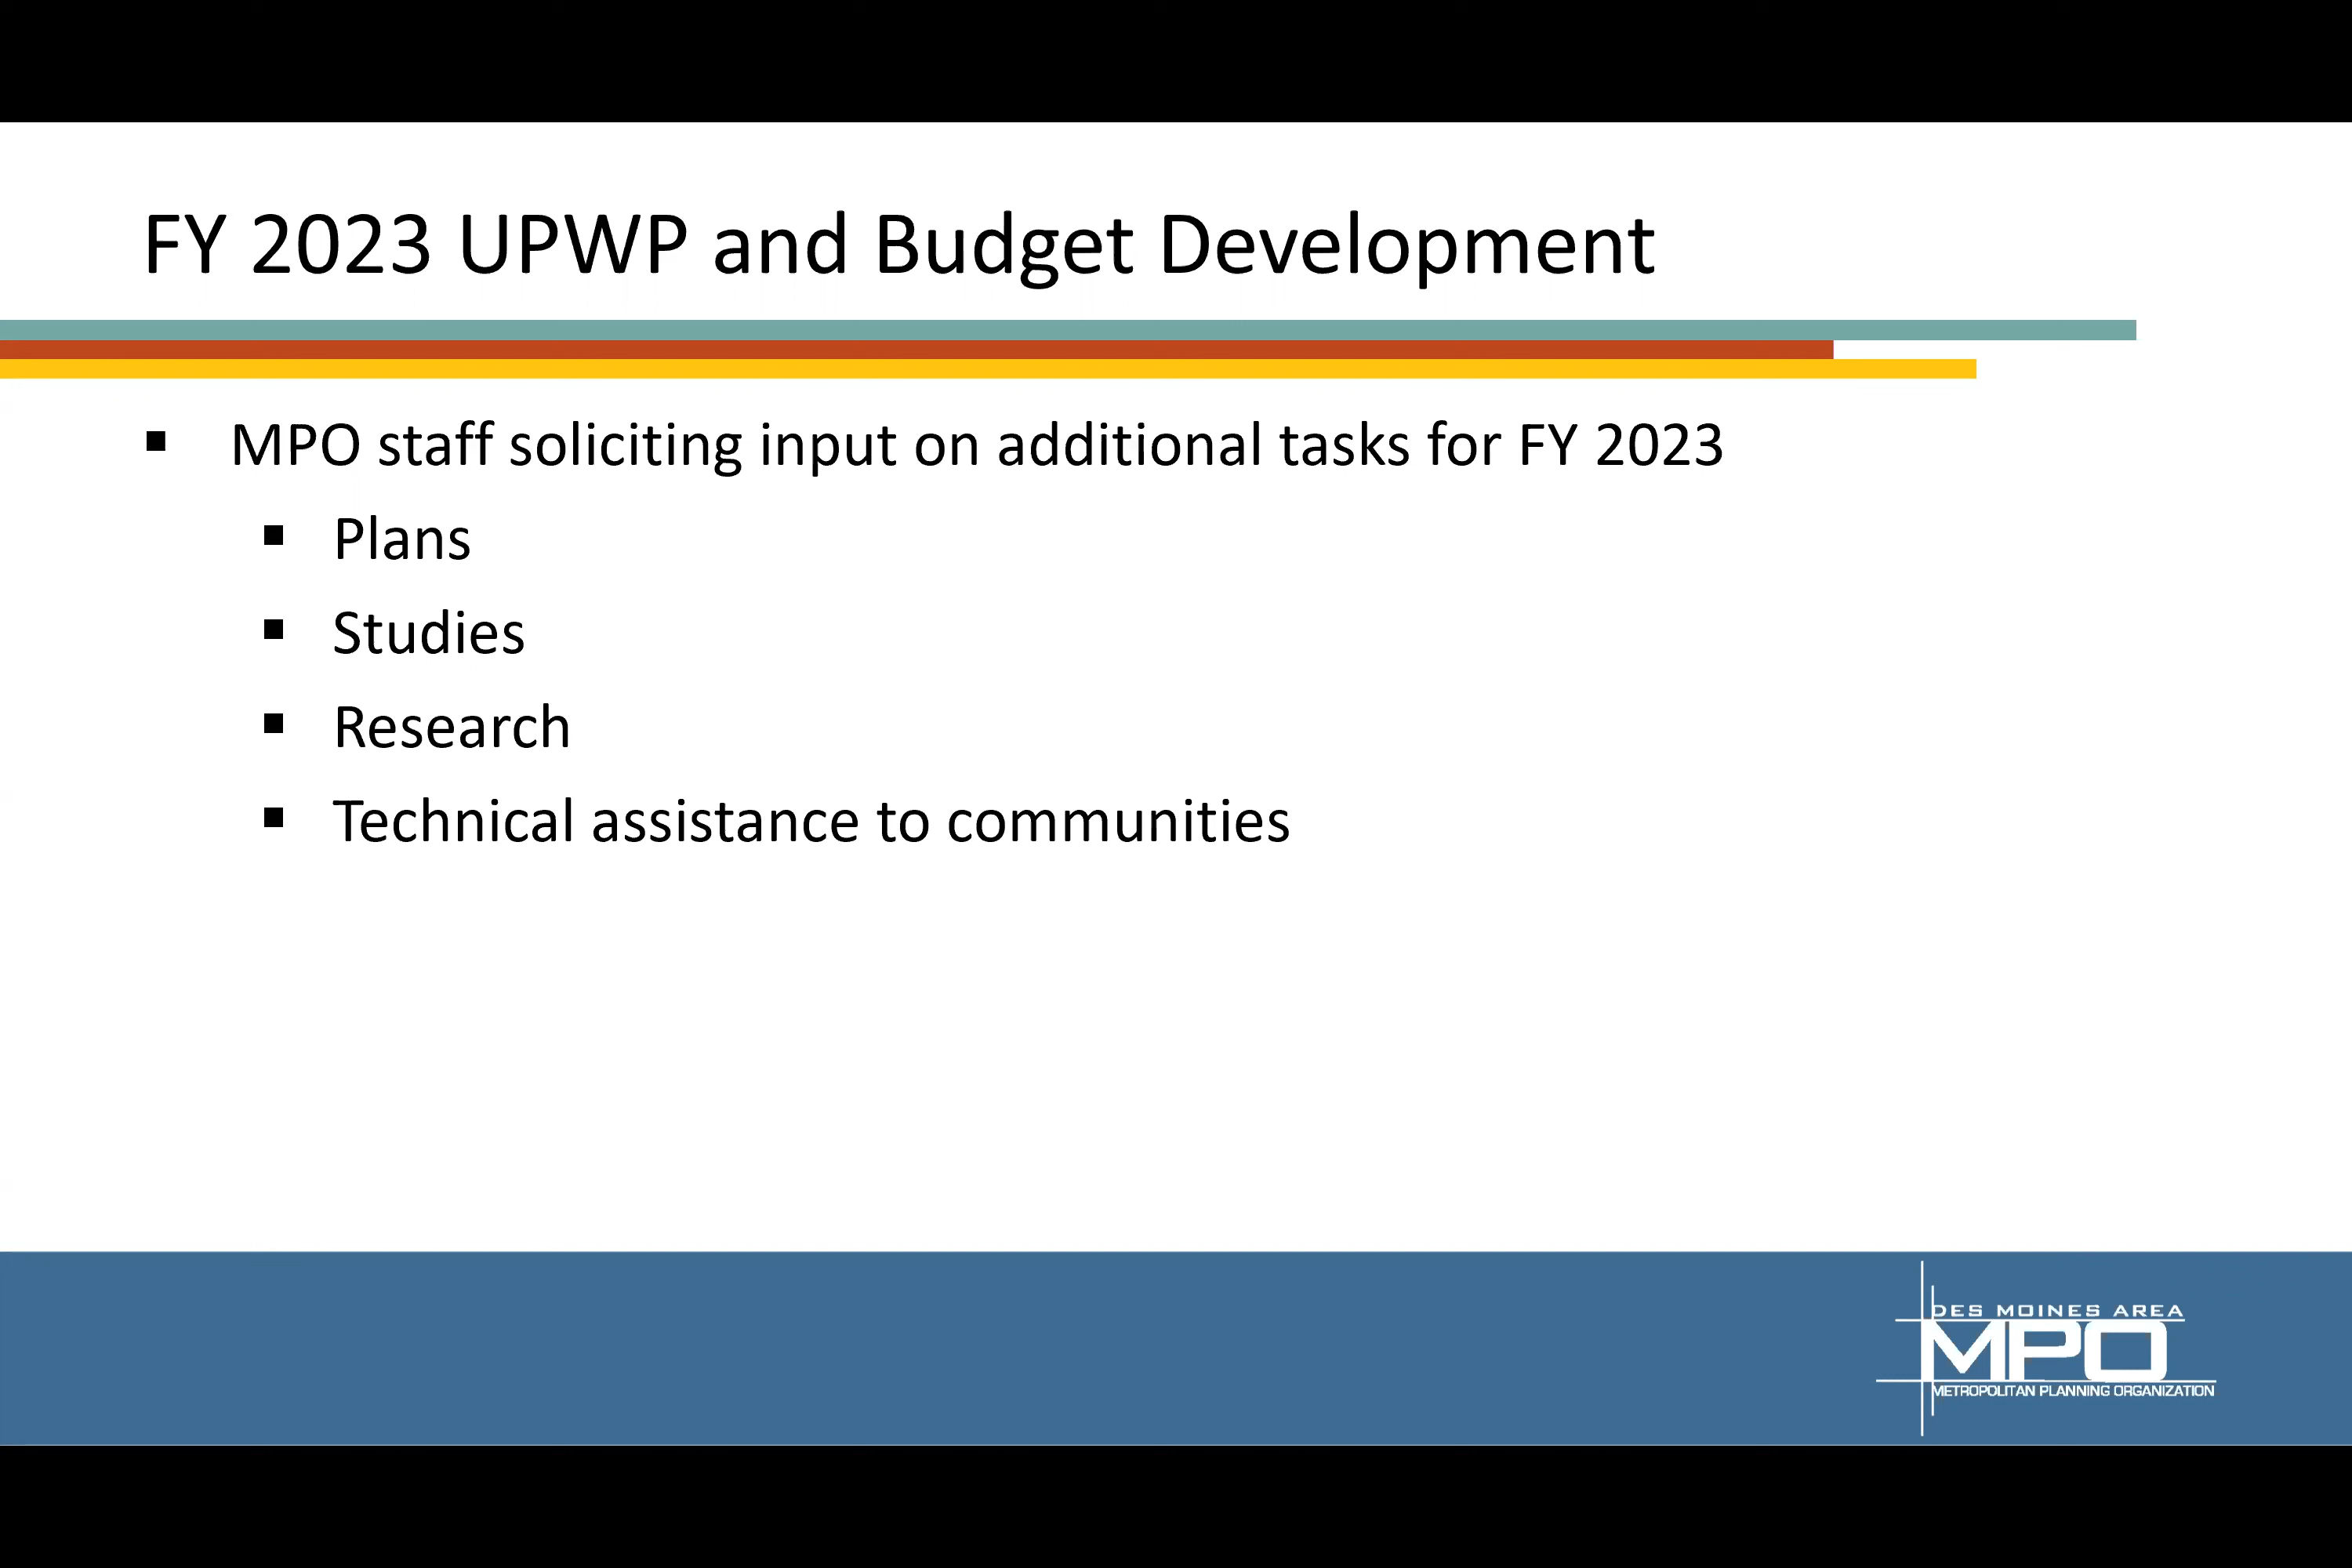 FY 2023 UPWP and Budget Development
▪ MPO staff soliciting input on additional tasks for FY 2023
▪ Plans
▪ Studies
▪ Research
▪ Technical assistance to communities
DES MOINES AREA
MPO
METROPOLITAN PLANNING ORGANIZATION